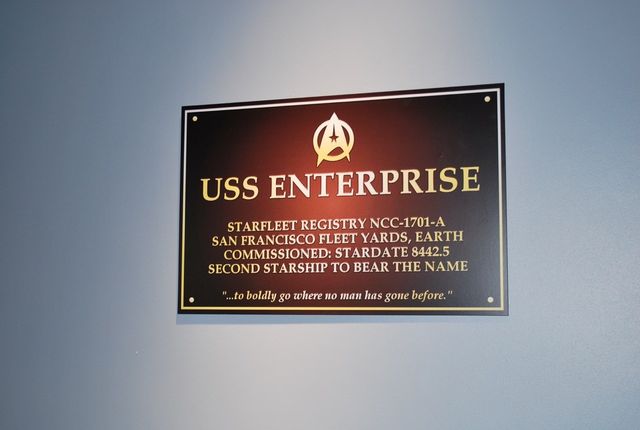 USS ENTERPRISE
STARFLEET REGISTRY NCC-1701-A
SAN FRANCISCO FLEET YARDS, EARTH
COMMISSIONED: STARDATE 8442.5
SECOND STARSHIP TO BEAR THE NAME
"...to boldly go where no man has gone before."